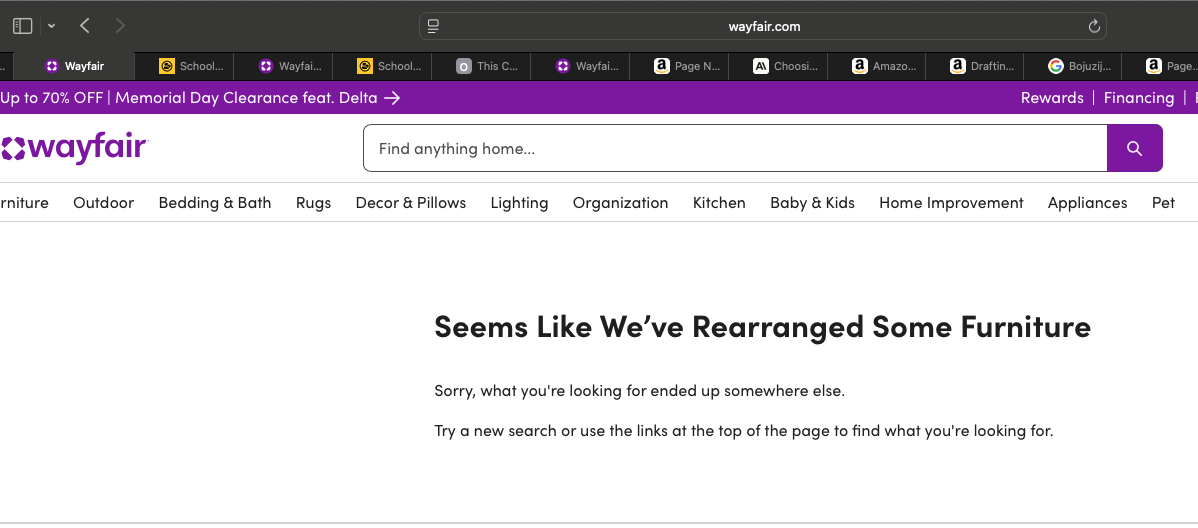 wayfair.com
Wayfair
School...
Wayfai...
School...
This C...
Wayfai...
Page N...
Choosi...
Amazo...
Draftin...
Bojuzij...
Page...
Up to 70% OFF | Memorial Day Clearance feat. Delta →
Rewards | Financing |
wayfair
Find anything home...
rniture Outdoor Bedding & Bath Rugs Decor & Pillows Lighting Organization Kitchen Baby & Kids Home Improvement Appliances Pet
Seems Like We’ve Rearranged Some Furniture
Sorry, what you're looking for ended up somewhere else.
Try a new search or use the links at the top of the page to find what you're looking for.